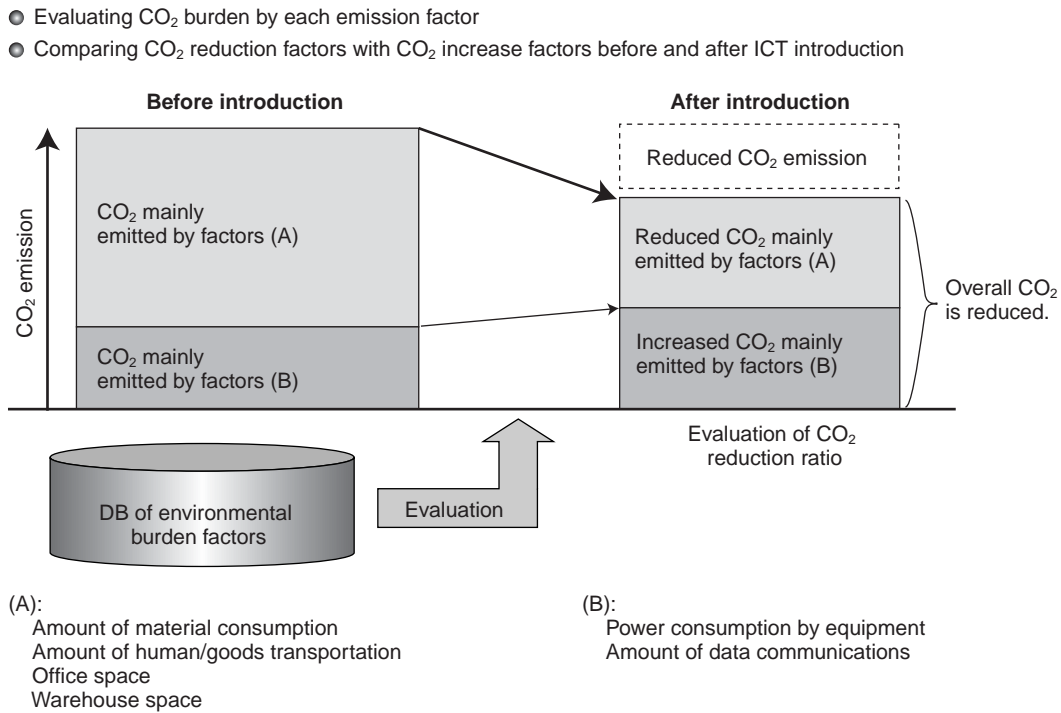 Evaluating CO₂ burden by each emission factor
Comparing CO₂ reduction factors with CO₂ increase factors before and after ICT introduction
Before introduction
After introduction
CO₂ emission
CO₂ mainly
emitted by factors (A)
CO₂ mainly
emitted by factors (B)
Reduced CO₂ emission
Reduced CO₂ mainly
emitted by factors (A)
Increased CO₂ mainly
emitted by factors (B)
Overall CO₂
is reduced.
Evaluation of CO₂
reduction ratio
DB of environmental
burden factors
Evaluation
(A):
Amount of material consumption
Amount of human/goods transportation
Office space
Warehouse space
(B):
Power consumption by equipment
Amount of data communications